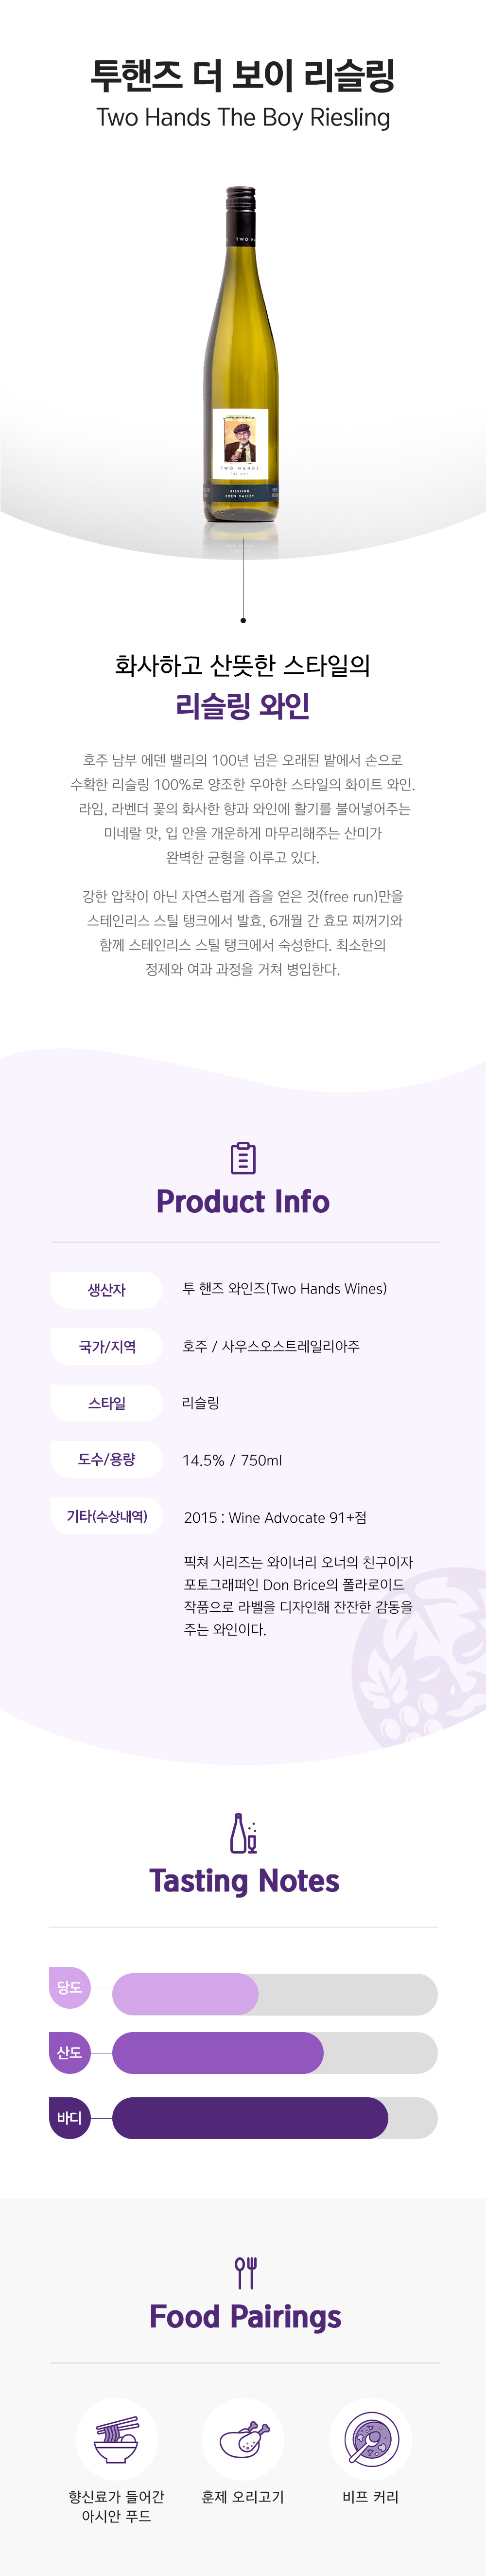 투핸즈 더 보이 리슬링
Two Hands The Boy Riesling
TWO H
TWO HANDS
THE BOY
RIESLING
EDEN VALLEY
화사하고 산뜻한 스타일의
리슬링 와인
호주 남부 에덴 밸리의 100년 넘은 오래된 밭에서 손으로
수확한 리슬링 100%로 양조한 우아한 스타일의 화이트 와인.
라임, 라벤더 꽃의 화사한 향과 와인에 활기를 불어넣어주는
미네랄 맛, 입 안을 개운하게 마무리해주는 산미가
완벽한 균형을 이루고 있다.
강한 압착이 아닌 자연스럽게 즙을 얻은 것(free run)만을
스테인리스 스틸 탱크에서 발효, 6개월 간 효모 찌꺼기와
함께 스테인리스 스틸 탱크에서 숙성한다. 최소한의
정제와 여과 과정을 거쳐 병입한다.
Product Info
생산자
투 핸즈 와인즈(Two Hands Wines)
국가/지역
호주 / 사우스오스트레일리아주
스타일
리슬링
도수/용량
14.5% / 750ml
기타(수상내역)
2015 : Wine Advocate 91+점
픽쳐 시리즈는 와이너리 오너의 친구이자
포토그래퍼인 Don Brice의 폴라로이드
작품으로 라벨을 디자인해 잔잔한 감동을
주는 와인이다.
Tasting Notes
당도
산도
바디
Food Pairings
향신료가 들어간
아시안 푸드
훈제 오리고기
비프 커리